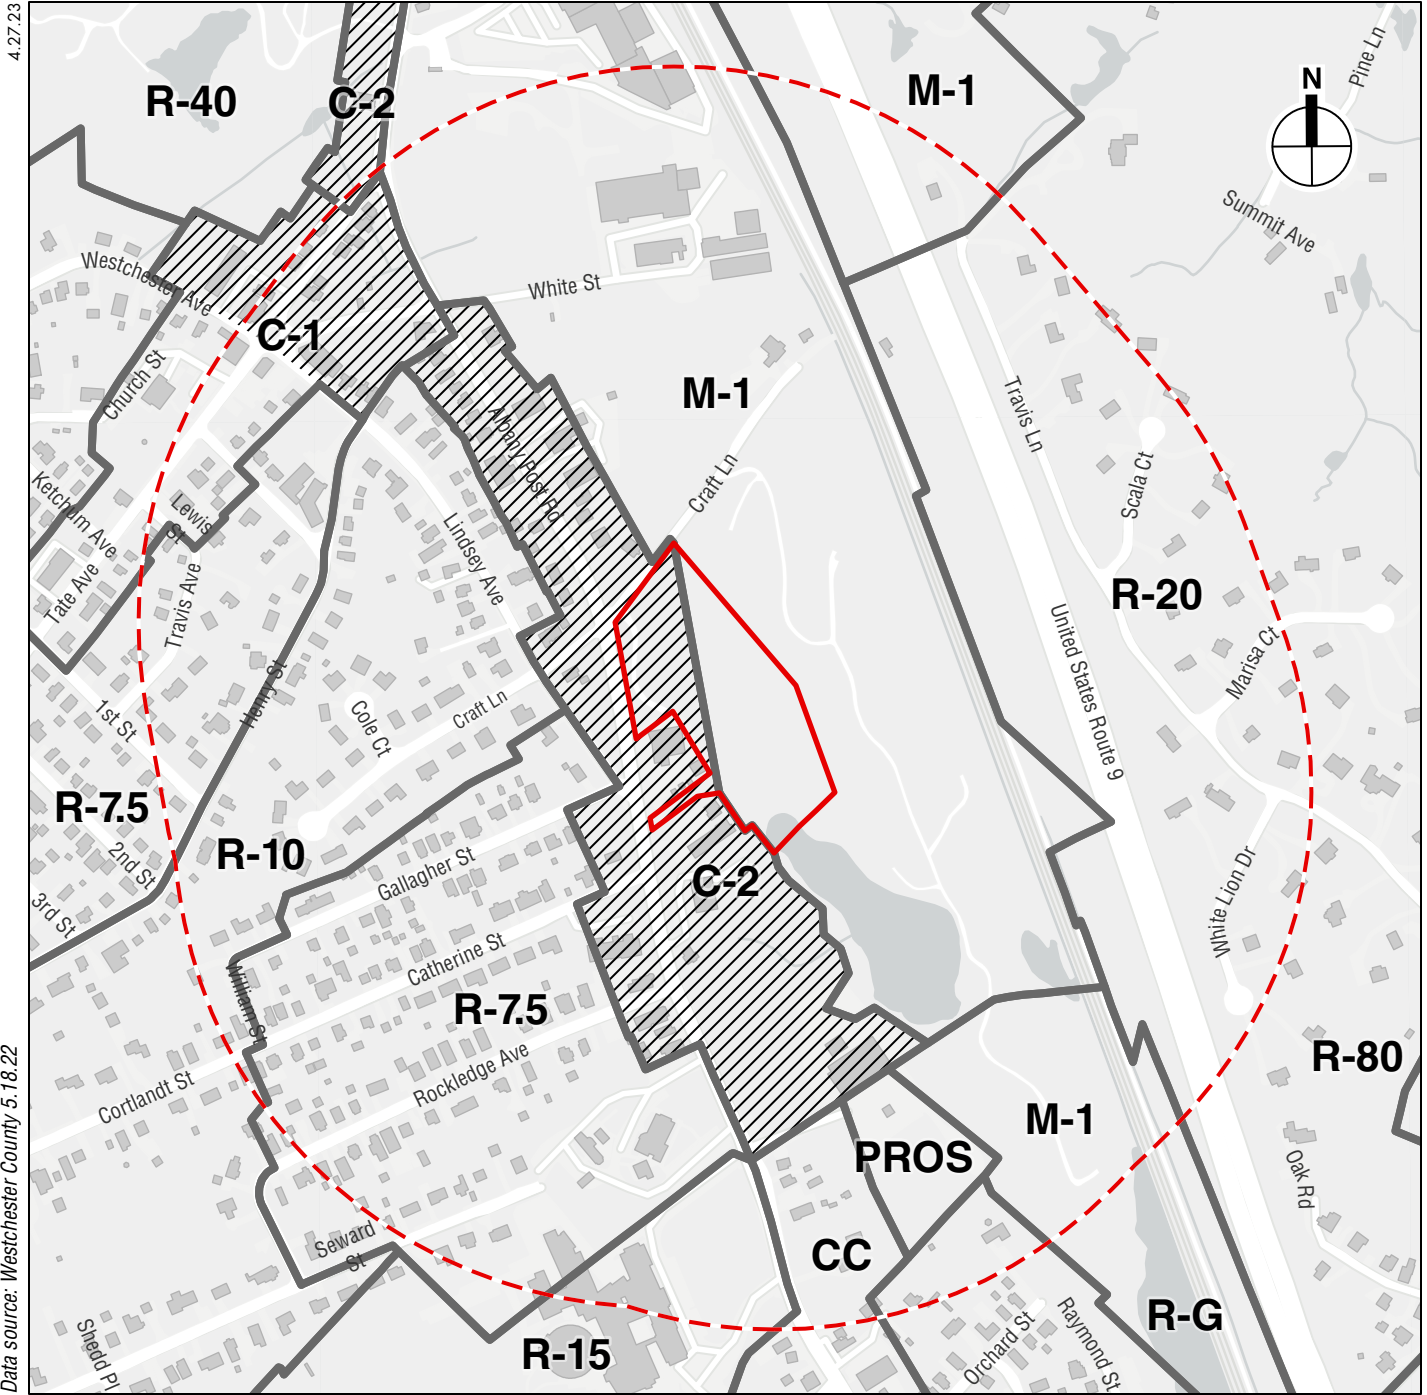 4.27.23
R-40
C-2
M-1
N
Pine Ln
Summit Ave
Westchester Ave
White St
C-1
Church St
M-1
Albany Post Rd
Travis Ln
Scala Ct
Craft Ln
Ketchum Ave
Lewis
St
Lindsey Ave
Tate Ave
Travis Ave
R-20
United States Route 9
Marisa Ct
Henry St
1st St
Cole Ct
Craft Ln
R-7.5
2nd St
R-10
3rd St
Gallagher St
C-2
White Lion Dr
Catherine St
William St
R-7.5
Rockledge Ave
Cortlandt St
R-80
M-1
PROS
Oak Rd
Seward
St
CC
Shedd Pl
R-15
Orchard St
Raymond St
R-G
Data source: Westchester County 5.18.22